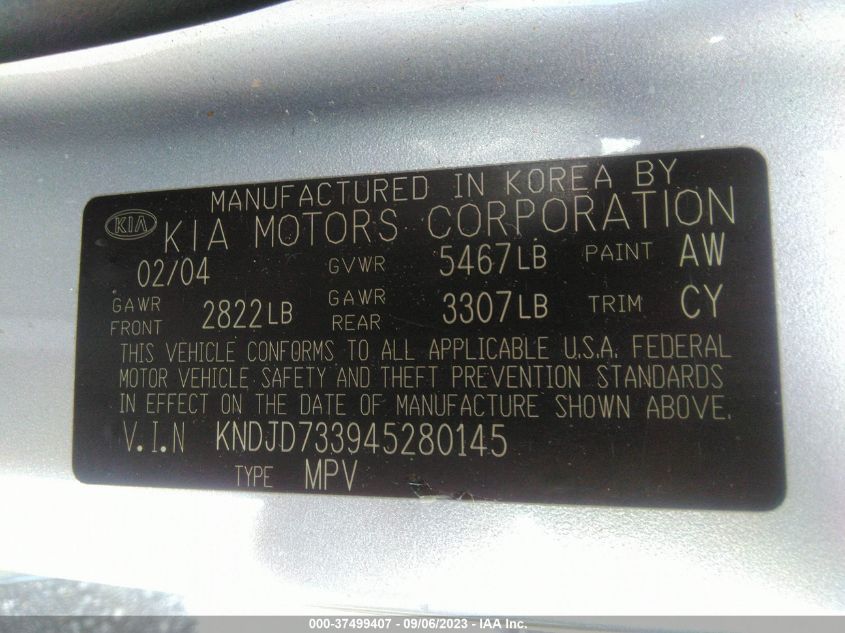 MANUFACTURED IN KOREA BY
KIA KIA MOTORS CORPORATION
02/04 GVWR 5467LB PAINT AW
GAWR FRONT 2822LB GAWR REAR 3307LB TRIM CY
THIS VEHICLE CONFORMS TO ALL APPLICABLE U.S.A. FEDERAL
MOTOR VEHICLE SAFETY AND THEFT PREVENTION STANDARDS
IN EFFECT ON THE DATE OF MANUFACTURE SHOWN ABOVE.
V.I.N KNDJD733945280145
TYPE MPV
000-37499407 - 09/06/2023 - © IAA, Inc.